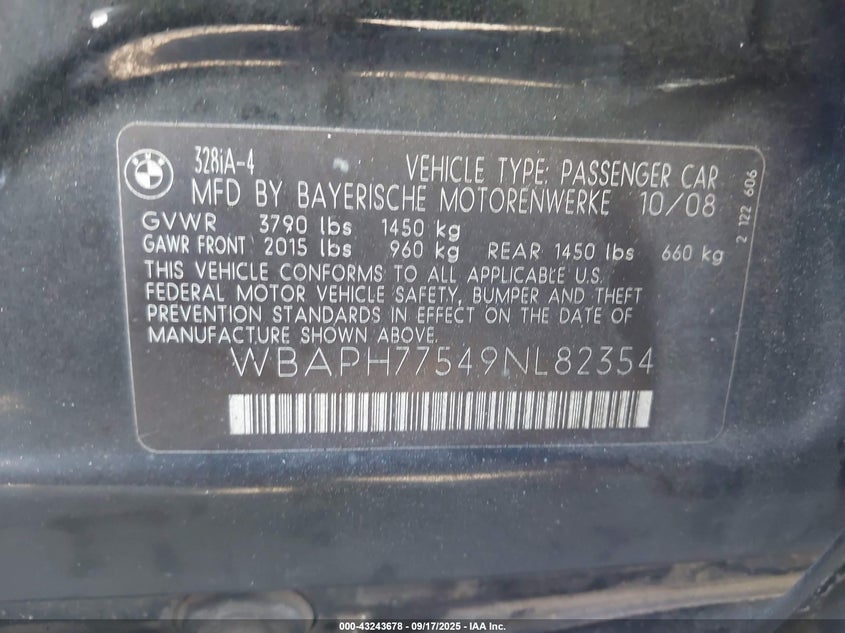 328iA-4 VEHICLE TYPE: PASSENGER CAR
MFD BY BAYERISCHE MOTORENWERKE 10/08
GVWR 3790 lbs 1450 kg
GAWR FRONT 2015 lbs 960 kg REAR 1450 lbs 660 kg
THIS VEHICLE CONFORMS TO ALL APPLICABLE U.S.
FEDERAL MOTOR VEHICLE SAFETY, BUMPER AND THEFT
PREVENTION STANDARDS IN EFFECT ON THE DATE OF
MANUFACTURE SHOWN ABOVE.
WBAPH77549NL82354
2 122 606
000-43243678 - 09/17/2025 - IAA Inc.